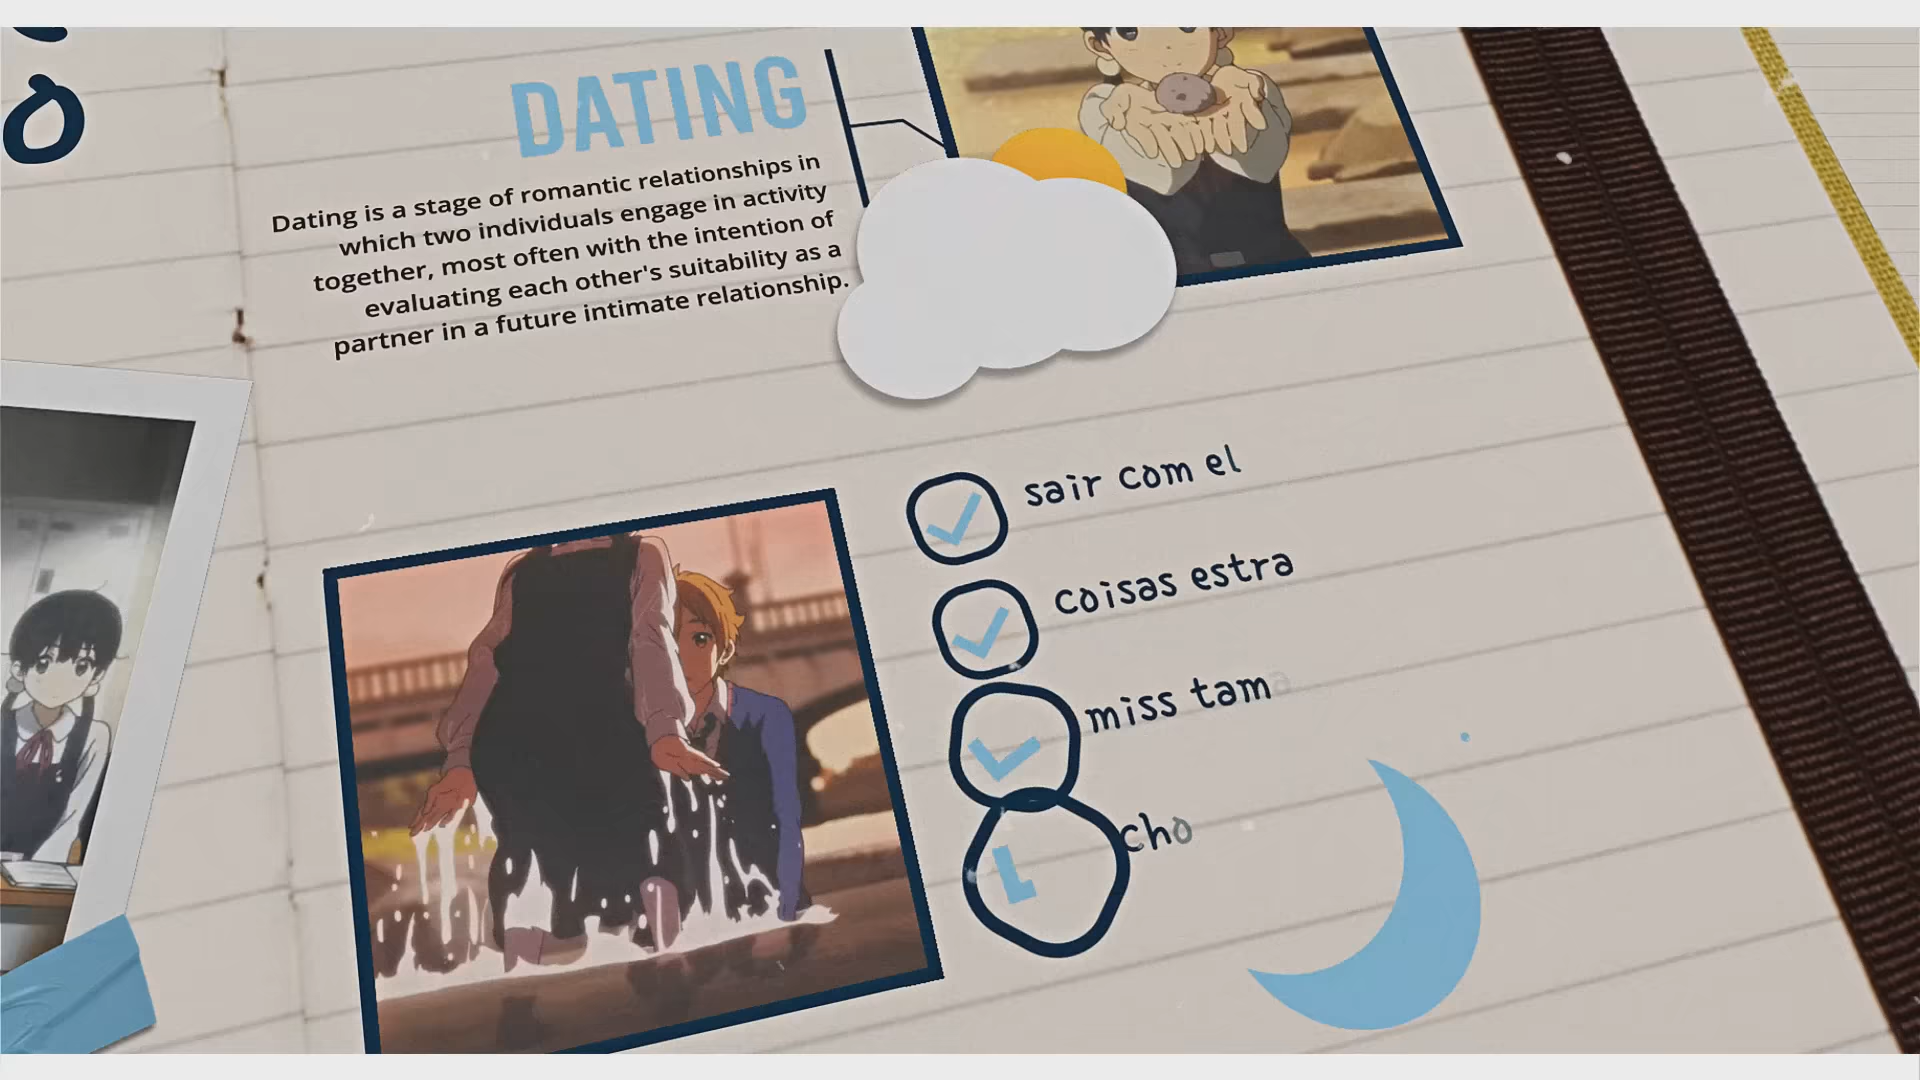 DATING
Dating is a stage of romantic relationships in
which two individuals engage in activity
together, most often with the intention of
evaluating each other's suitability as a
partner in a future intimate relationship.
sair com el
coisas estra
miss tama
cho